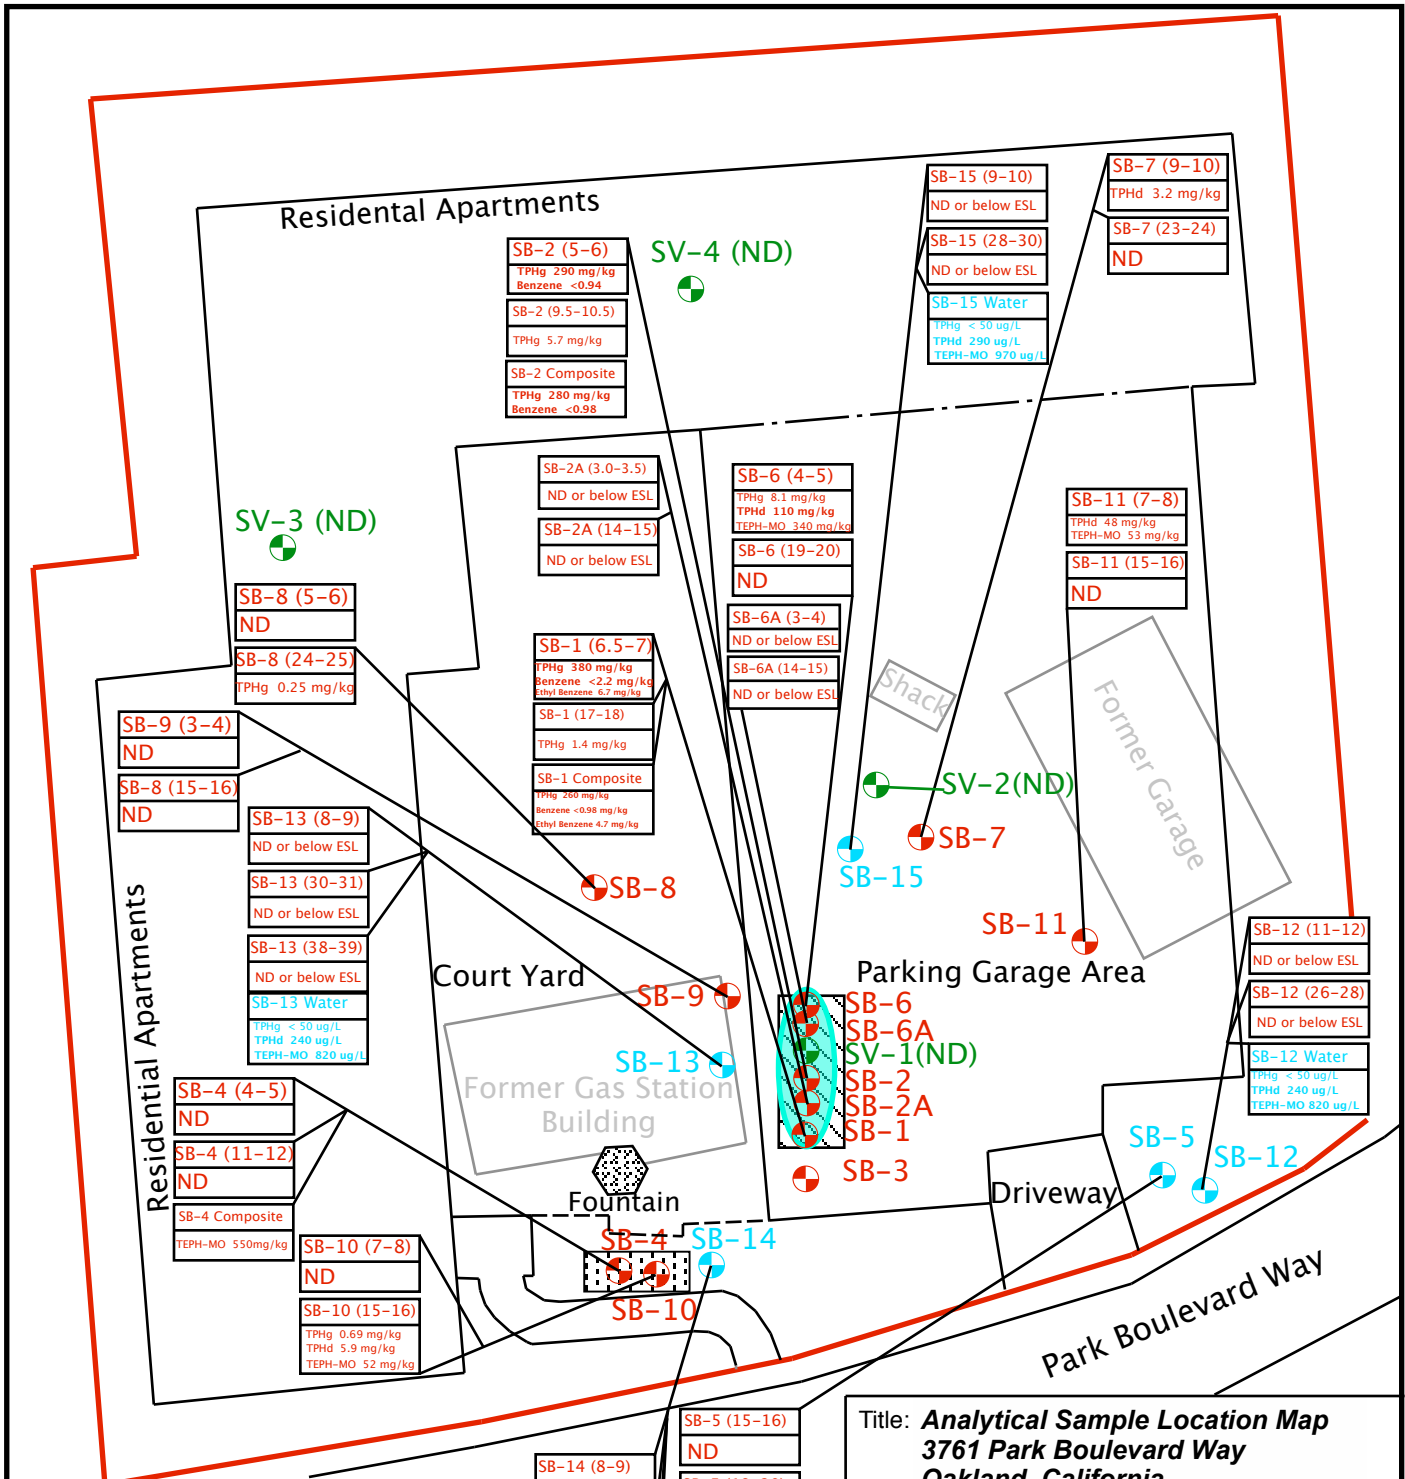 Residental Apartments
SB-2 (5-6)
TPHg 290 mg/kg
Benzene <0.94
SB-2 (9.5-10.5)
TPHg 5.7 mg/kg
SB-2 Composite
TPHg 280 mg/kg
Benzene <0.98
SV-4 (ND)
SB-15 (9-10)
ND or below ESL
SB-15 (28-30)
ND or below ESL
SB-15 Water
TPHg < 50 ug/L
TPHd 290 ug/L
TEPH-MO 970 ug/L
SB-7 (9-10)
TPHd 3.2 mg/kg
SB-7 (23-24)
ND
SB-2A (3.0-3.5)
ND or below ESL
SB-2A (14-15)
ND or below ESL
SB-6 (4-5)
TPHg 8.1 mg/kg
TPHd 110 mg/kg
TEPH-MO 340 mg/kg
SB-6 (19-20)
ND
SB-6A (3-4)
ND or below ESL
SB-6A (14-15)
ND or below ESL
SB-11 (7-8)
TPHd 48 mg/kg
TEPH-MO 53 mg/kg
SB-11 (15-16)
ND
SV-3 (ND)
SB-8 (5-6)
ND
SB-8 (24-25)
TPHg 0.25 mg/kg
SB-1 (6.5-7)
TPHg 380 mg/kg
Benzene <2.2 mg/kg
Ethyl Benzene 6.7 mg/kg
SB-1 (17-18)
TPHg 1.4 mg/kg
SB-1 Composite
TPHg 260 mg/kg
Benzene <0.98 mg/kg
Ethyl Benzene 4.7 mg/kg
Shack
Former Garage
SB-9 (3-4)
ND
SB-8 (15-16)
ND
SV-2(ND)
SB-7
SB-15
SB-13 (8-9)
ND or below ESL
SB-13 (30-31)
ND or below ESL
SB-13 (38-39)
ND or below ESL
SB-13 Water
TPHg < 50 ug/L
TPHd 240 ug/L
TEPH-MO 820 ug/L
SB-8
SB-11
Residential Apartments
Court Yard
Parking Garage Area
SB-12 (11-12)
ND or below ESL
SB-12 (26-28)
ND or below ESL
SB-12 Water
TPHg < 50 ug/L
TPHd 240 ug/L
TEPH-MO 820 ug/L
SB-9
SB-6
SB-6A
SV-1(ND)
SB-2
SB-2A
SB-1
SB-3
SB-13
Former Gas Station
Building
SB-4 (4-5)
ND
SB-4 (11-12)
ND
SB-4 Composite
TEPH-MO 550mg/kg
Fountain
SB-5
SB-12
Driveway
SB-4
SB-14
SB-10
SB-10 (7-8)
ND
SB-10 (15-16)
TPHg 0.69 mg/kg
TPHd 5.9 mg/kg
TEPH-MO 52 mg/kg
Park Boulevard Way
SB-5 (15-16)
ND
SB-14 (8-9)
Title: Analytical Sample Location Map
3761 Park Boulevard Way
Oakland, California